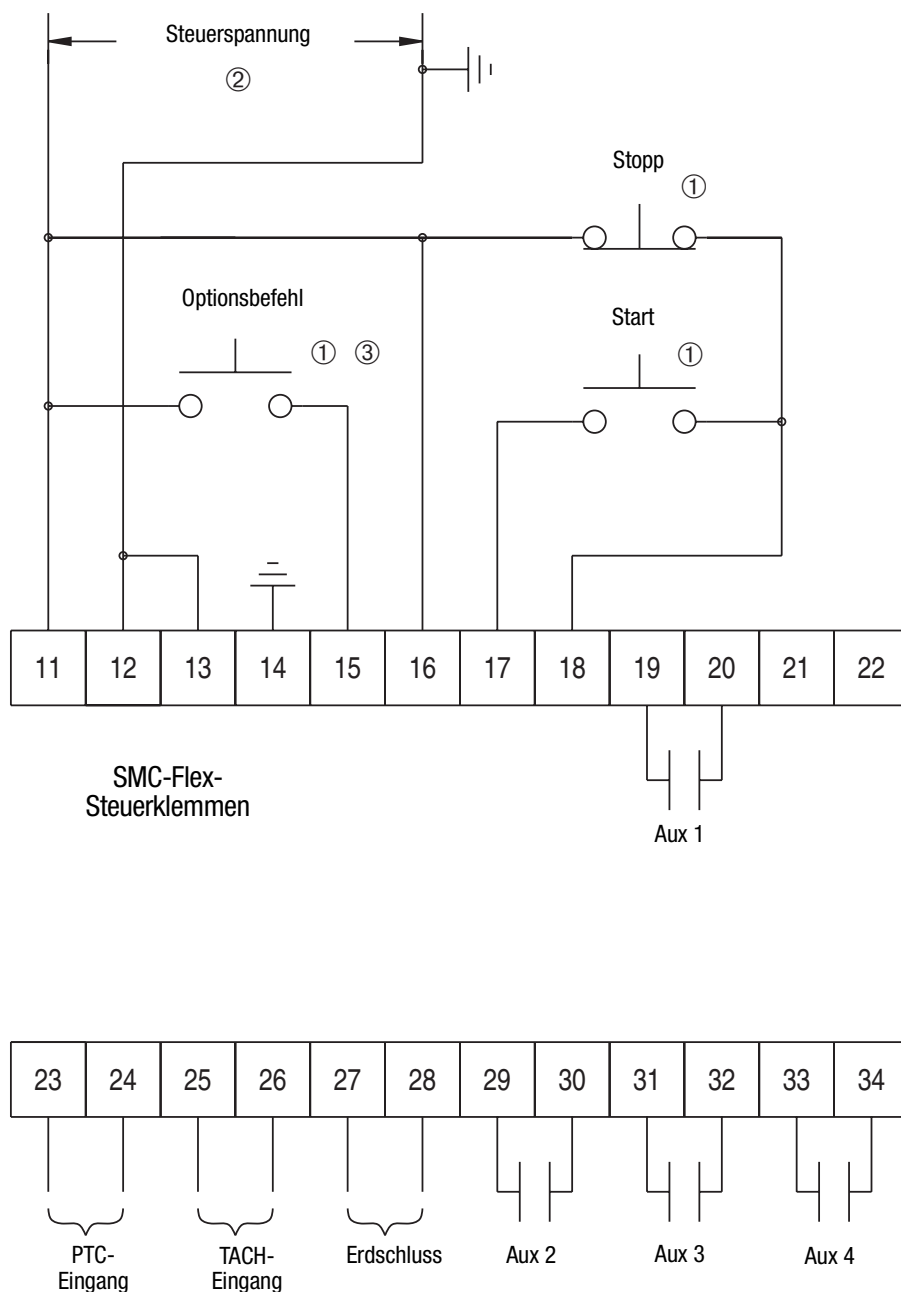 Steuerspannung
②
Stopp
①
Optionsbefehl
① ③
Start
①
11 12 13 14 15 16 17 18 19 20 21 22
SMC-Flex-
Steuerklemmen
Aux 1
23 24 25 26 27 28 29 30 31 32 33 34
PTC-
Eingang
TACH-
Eingang
Erdschluss
Aux 2
Aux 3
Aux 4